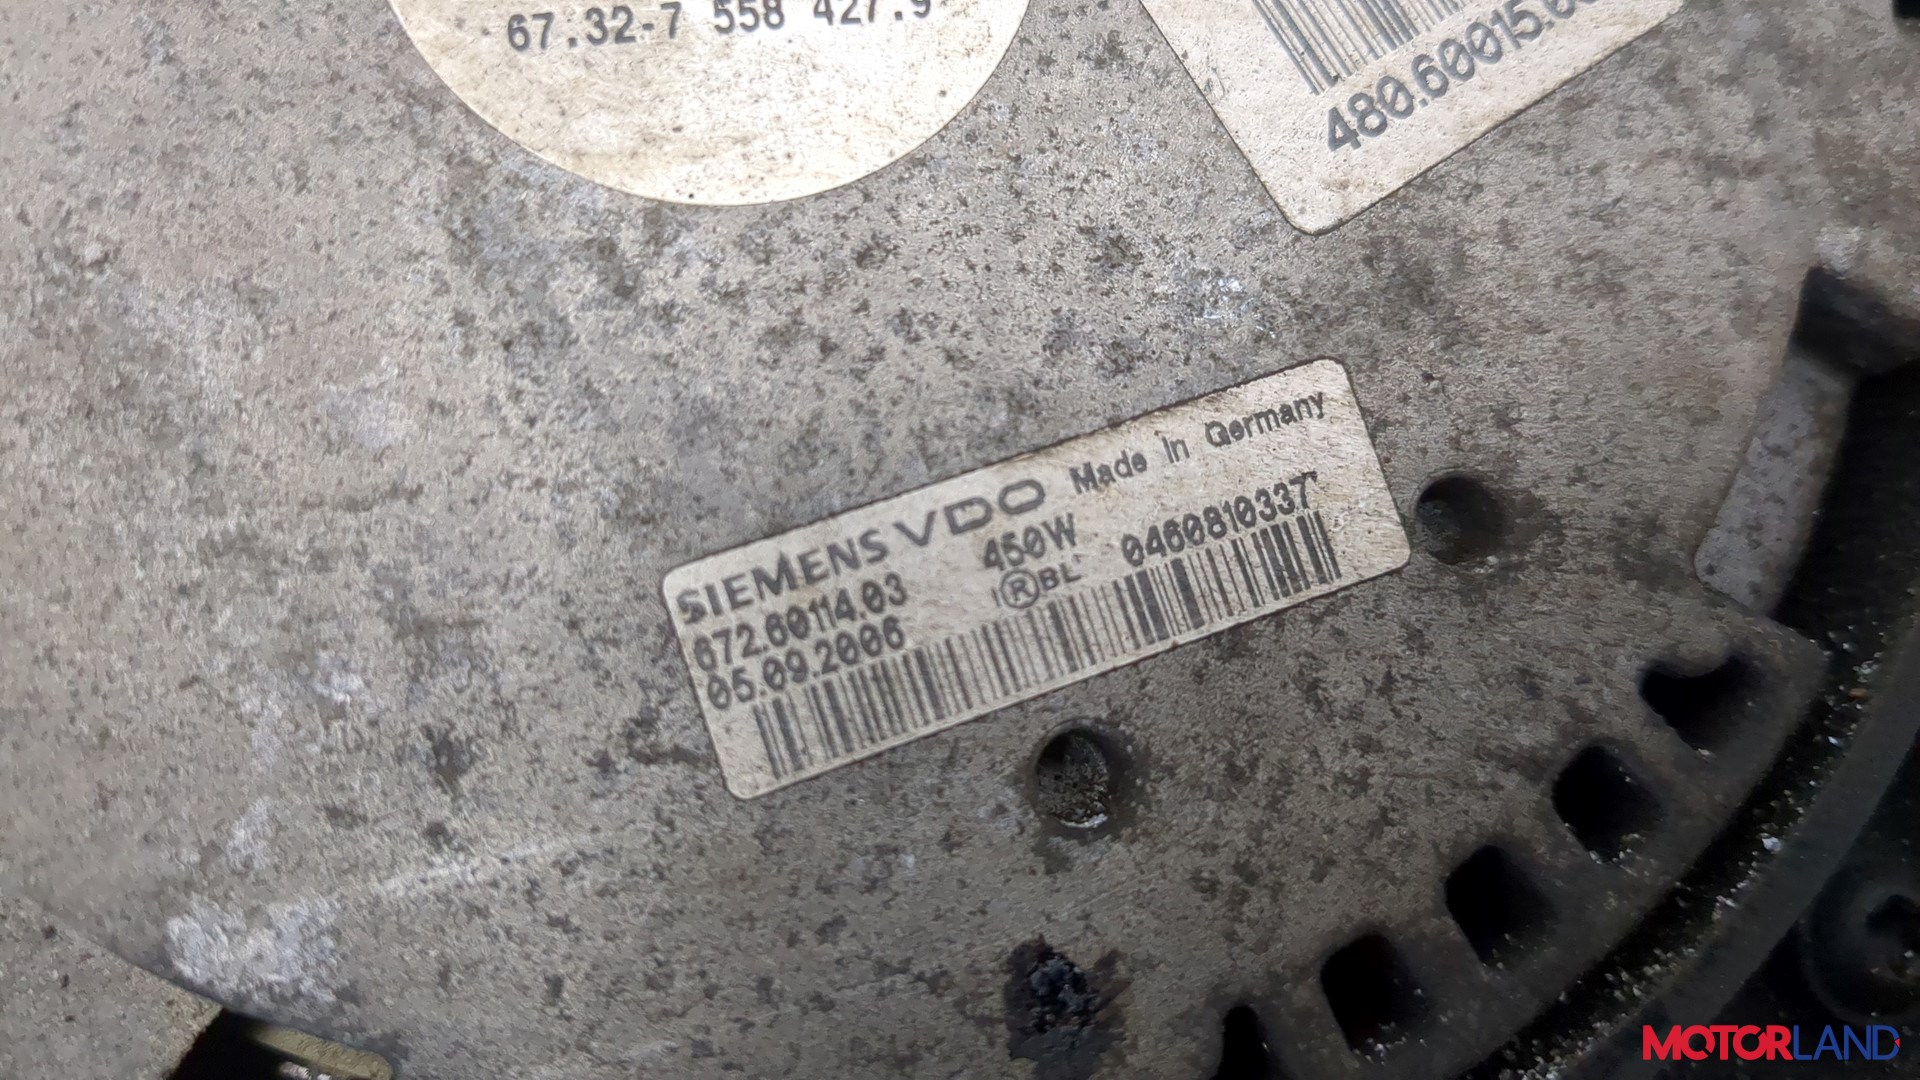 67.32-7 558 427.9
480.60015.0
SIEMENS VDO Made In Germany
672.60114.03 450W 0460810337
05.09.2006 ®BL
MOTORLAND